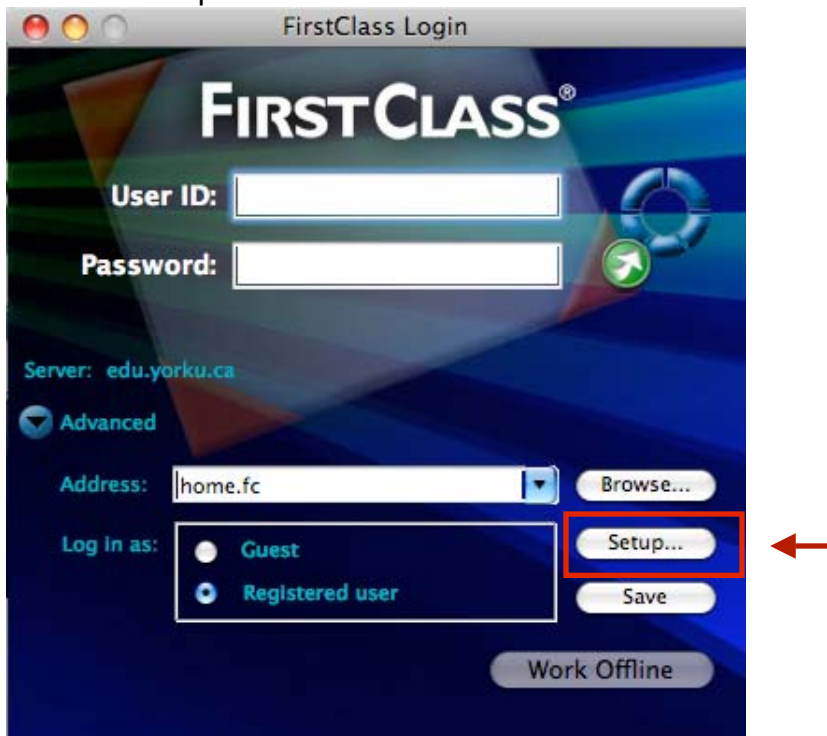 FirstClass Login
FIRSTCLASS®
User ID:
Password:
Server: edu.yorku.ca
Advanced
Address: home.fc Browse...
Log in as: Guest Setup...
Registered user Save
Work Offline